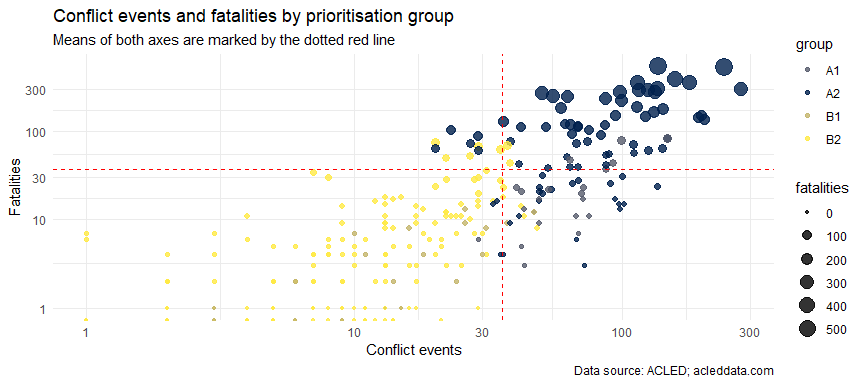 Conflict events and fatalities by prioritisation group
Means of both axes are marked by the dotted red line
Fatalities
300
100
30
10
1
1
10
30
100
300
Conflict events
group
A1
A2
B1
B2
fatalities
0
100
200
300
400
500
Data source: ACLED; acleddata.com